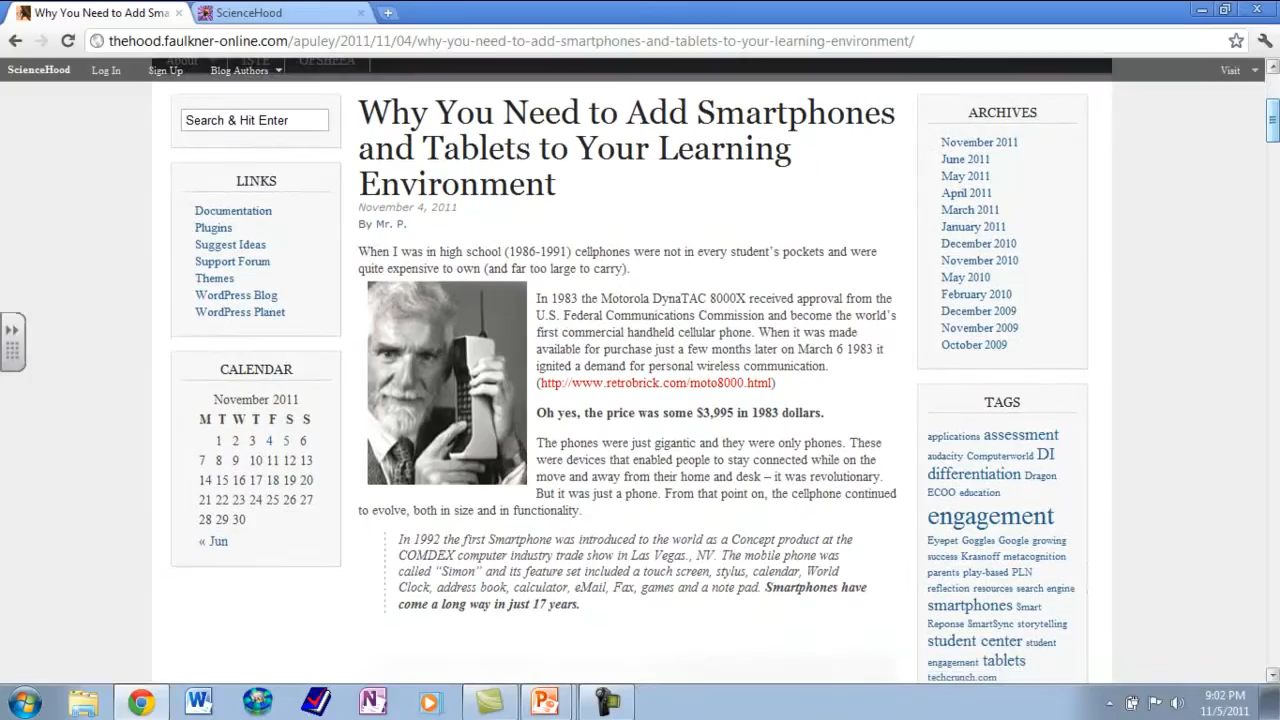 Why You Need to Add Sma
ScienceHood
thehood.faulkner-online.com/apuley/2011/11/04/why-you-need-to-add-smartphones-and-tablets-to-your-learning-environment/
About
ISTE
OPSHEEA
ScienceHood
Log In
Sign Up
Blog Authors
Visit
Search & Hit Enter
LINKS
Documentation
Plugins
Suggest Ideas
Support Forum
Themes
WordPress Blog
WordPress Planet
CALENDAR
November 2011
M T W T F S S
1 2 3 4 5 6
7 8 9 10 11 12 13
14 15 16 17 18 19 20
21 22 23 24 25 26 27
28 29 30
« Jun
Why You Need to Add Smartphones
and Tablets to Your Learning
Environment
November 4, 2011
By Mr. P.
When I was in high school (1986-1991) cellphones were not in every student's pockets and were
quite expensive to own (and far too large to carry).
In 1983 the Motorola DynaTAC 8000X received approval from the
U.S. Federal Communications Commission and become the world's
first commercial handheld cellular phone. When it was made
available for purchase just a few months later on March 6 1983 it
ignited a demand for personal wireless communication.
(http://www.retrobrick.com/moto8000.html)
Oh yes, the price was some $3,995 in 1983 dollars.
The phones were just gigantic and they were only phones. These
were devices that enabled people to stay connected while on the
move and away from their home and desk – it was revolutionary.
But it was just a phone. From that point on, the cellphone continued
to evolve, both in size and in functionality.
In 1992 the first Smartphone was introduced to the world as a Concept product at the
COMDEX computer industry trade show in Las Vegas., NV. The mobile phone was
called "Simon" and its feature set included a touch screen, stylus, calendar, World
Clock, address book, calculator, eMail, Fax, games and a note pad. Smartphones have
come a long way in just 17 years.
ARCHIVES
November 2011
June 2011
May 2011
April 2011
March 2011
January 2011
December 2010
November 2010
May 2010
February 2010
December 2009
November 2009
October 2009
TAGS
applications assessment
audacity Computerworld DI
differentiation Dragon
ECOO education
engagement
Eyepet Goggles Google growing
success Krasnoff metacognition
parents play-based PLN
reflection resources search engine
smartphones Smart
Reponse SmartSync storytelling
student center student
engagement tablets
techcrunch.com
9:02 PM
11/5/2011